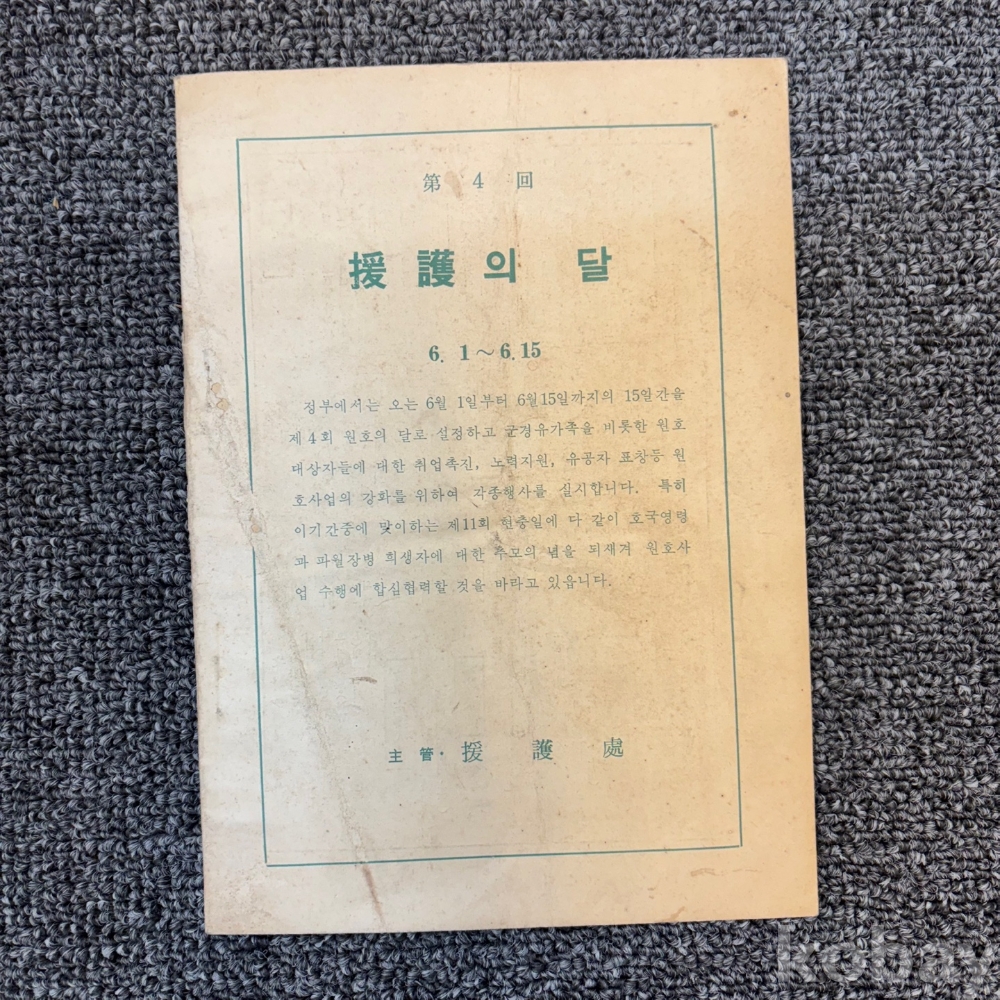 第 4 回
援護의 달
6. 1~6.15
정부에서는 오는 6월 1일부터 6월15일까지의 15일간을
제4회 원호의 달로 설정하고 군경유가족을 비롯한 원호
대상자들에 대한 취업촉진, 노력지원, 유공자 표창등 원
호사업의 강화를 위하여 각종행사를 실시합니다. 특히
이기간중에 맞이하는 제11회 현충일에 다 같이 호국영령
과 파월장병 희생자에 대한 추모의 념을 되새겨 원호사
업 수행에 합심협력할 것을 바라고 있읍니다.
主管· 援護處
kobay